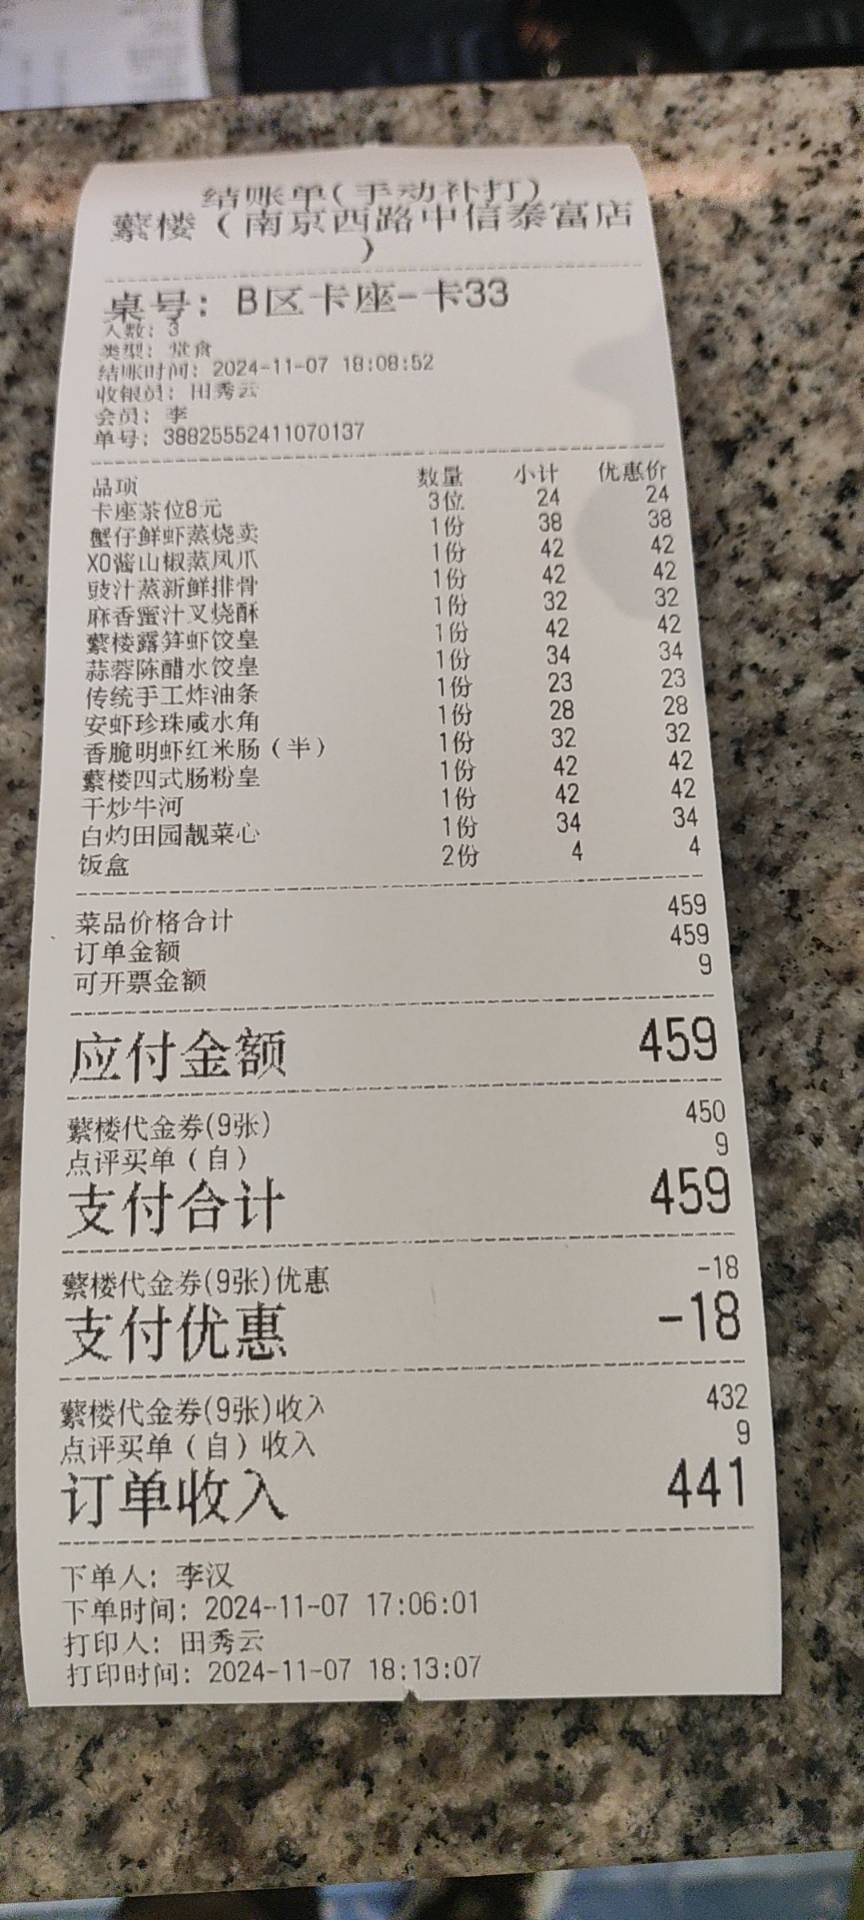 结账单(手动补打)
蘩楼（南京西路中信泰富店
）
桌号: B区卡座-卡33
人数: 3
类型: 堂食
结账时间: 2024-11-07 18:08:52
收银员: 田秀云
会员: 李
单号: 38825552411070137
品项 数量 小计 优惠价
卡座茶位8元 3位 24 24
蟹仔鲜虾蒸烧卖 1份 38 38
XO酱山椒蒸凤爪 1份 42 42
豉汁蒸新鲜排骨 1份 42 42
麻香蜜汁叉烧酥 1份 32 32
蘩楼露笋虾饺皇 1份 42 42
蒜蓉陈醋水饺皇 1份 34 34
传统手工炸油条 1份 23 23
安虾珍珠咸水角 1份 28 28
香脆明虾红米肠（半） 1份 32 32
蘩楼四式肠粉皇 1份 42 42
干炒牛河 1份 42 42
白灼田园靓菜心 1份 34 34
饭盒 2份 4 4
菜品价格合计 459
订单金额 459
可开票金额 9
应付金额 459
蘩楼代金券(9张) 450
点评买单（自） 9
支付合计 459
蘩楼代金券(9张)优惠 -18
支付优惠 -18
蘩楼代金券(9张)收入 432
点评买单（自）收入 9
订单收入 441
下单人: 李汉
下单时间: 2024-11-07 17:06:01
打印人: 田秀云
打印时间: 2024-11-07 18:13:07